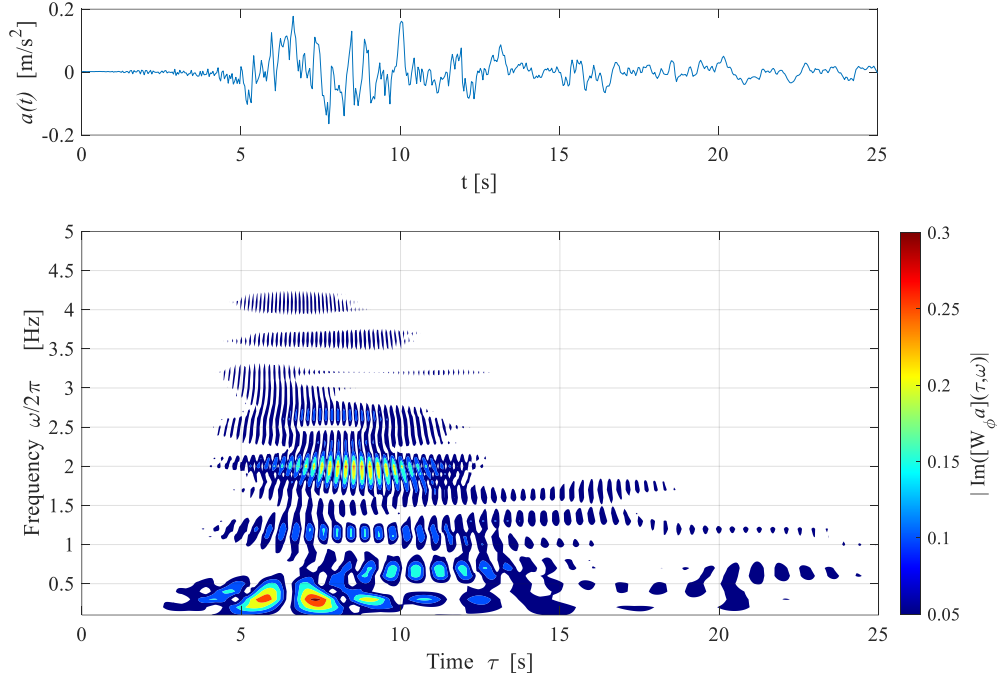 0.2
0
-0.2
a(t) [m/s²]
0 5 10 15 20 25
t [s]
5
4.5
4
3.5
3
2.5
2
1.5
1
0.5
Frequency ω/2π [Hz]
0 5 10 15 20 25
Time τ [s]
0.3
0.25
0.2
0.15
0.1
0.05
| Im([W_ϕ a](τ,ω)|